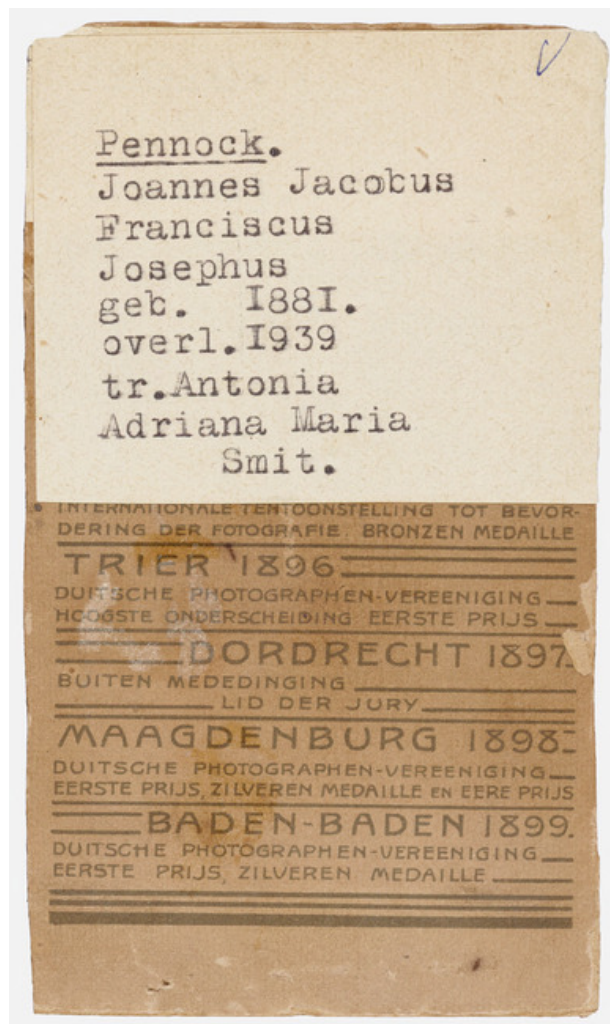 Pennock.
Joannes Jacobus
Franciscus
Josephus
geb. I88I.
overl.I939
tr.Antonia
Adriana Maria
Smit.
INTERNATIONALE TENTOONSTELLING TOT BEVOR-
DERING DER FOTOGRAFIE. BRONZEN MEDAILLE
TRIER 1896
DUITSCHE PHOTOGRAPHEN-VEREENIGING
HOOGSTE ONDERSCHEIDING EERSTE PRIJS
DORDRECHT 1897
BUITEN MEDEDINGING
LID DER JURY
MAAGDENBURG 1898
DUITSCHE PHOTOGRAPHEN-VEREENIGING
EERSTE PRIJS, ZILVEREN MEDAILLE EN EERE PRIJS
BADEN-BADEN 1899.
DUITSCHE PHOTOGRAPHEN-VEREENIGING
EERSTE PRIJS, ZILVEREN MEDAILLE